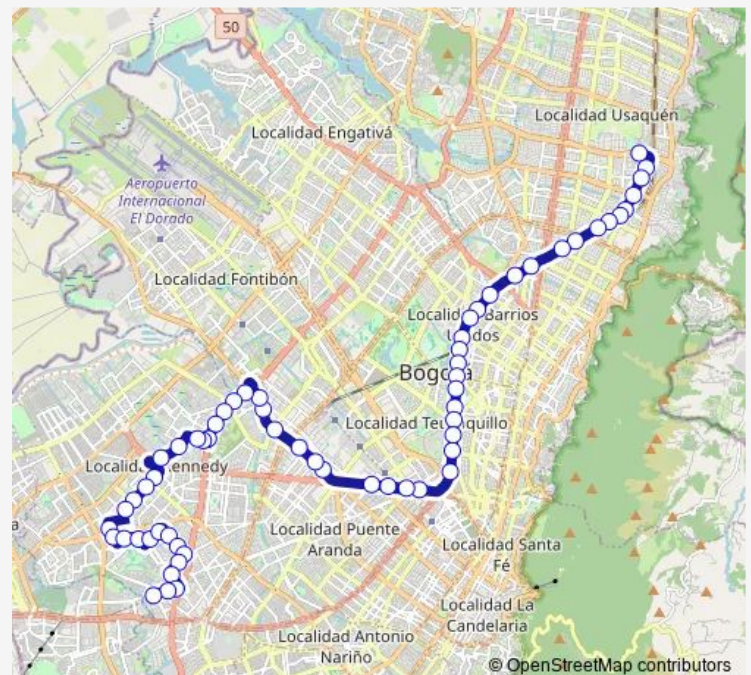 50
Localidad Usaquén
Localidad Engativá
Aeropuerto
Internacional
El Dorado
Localidad Fontibón
Bogotá
Localidad Teusaquillo
Localidad Kennedy
Localidad Puente
Aranda
Localidad Santa
Fé
Localidad La
Candelaria
Localidad Antonio
Nariño
© OpenStreetMap contributors